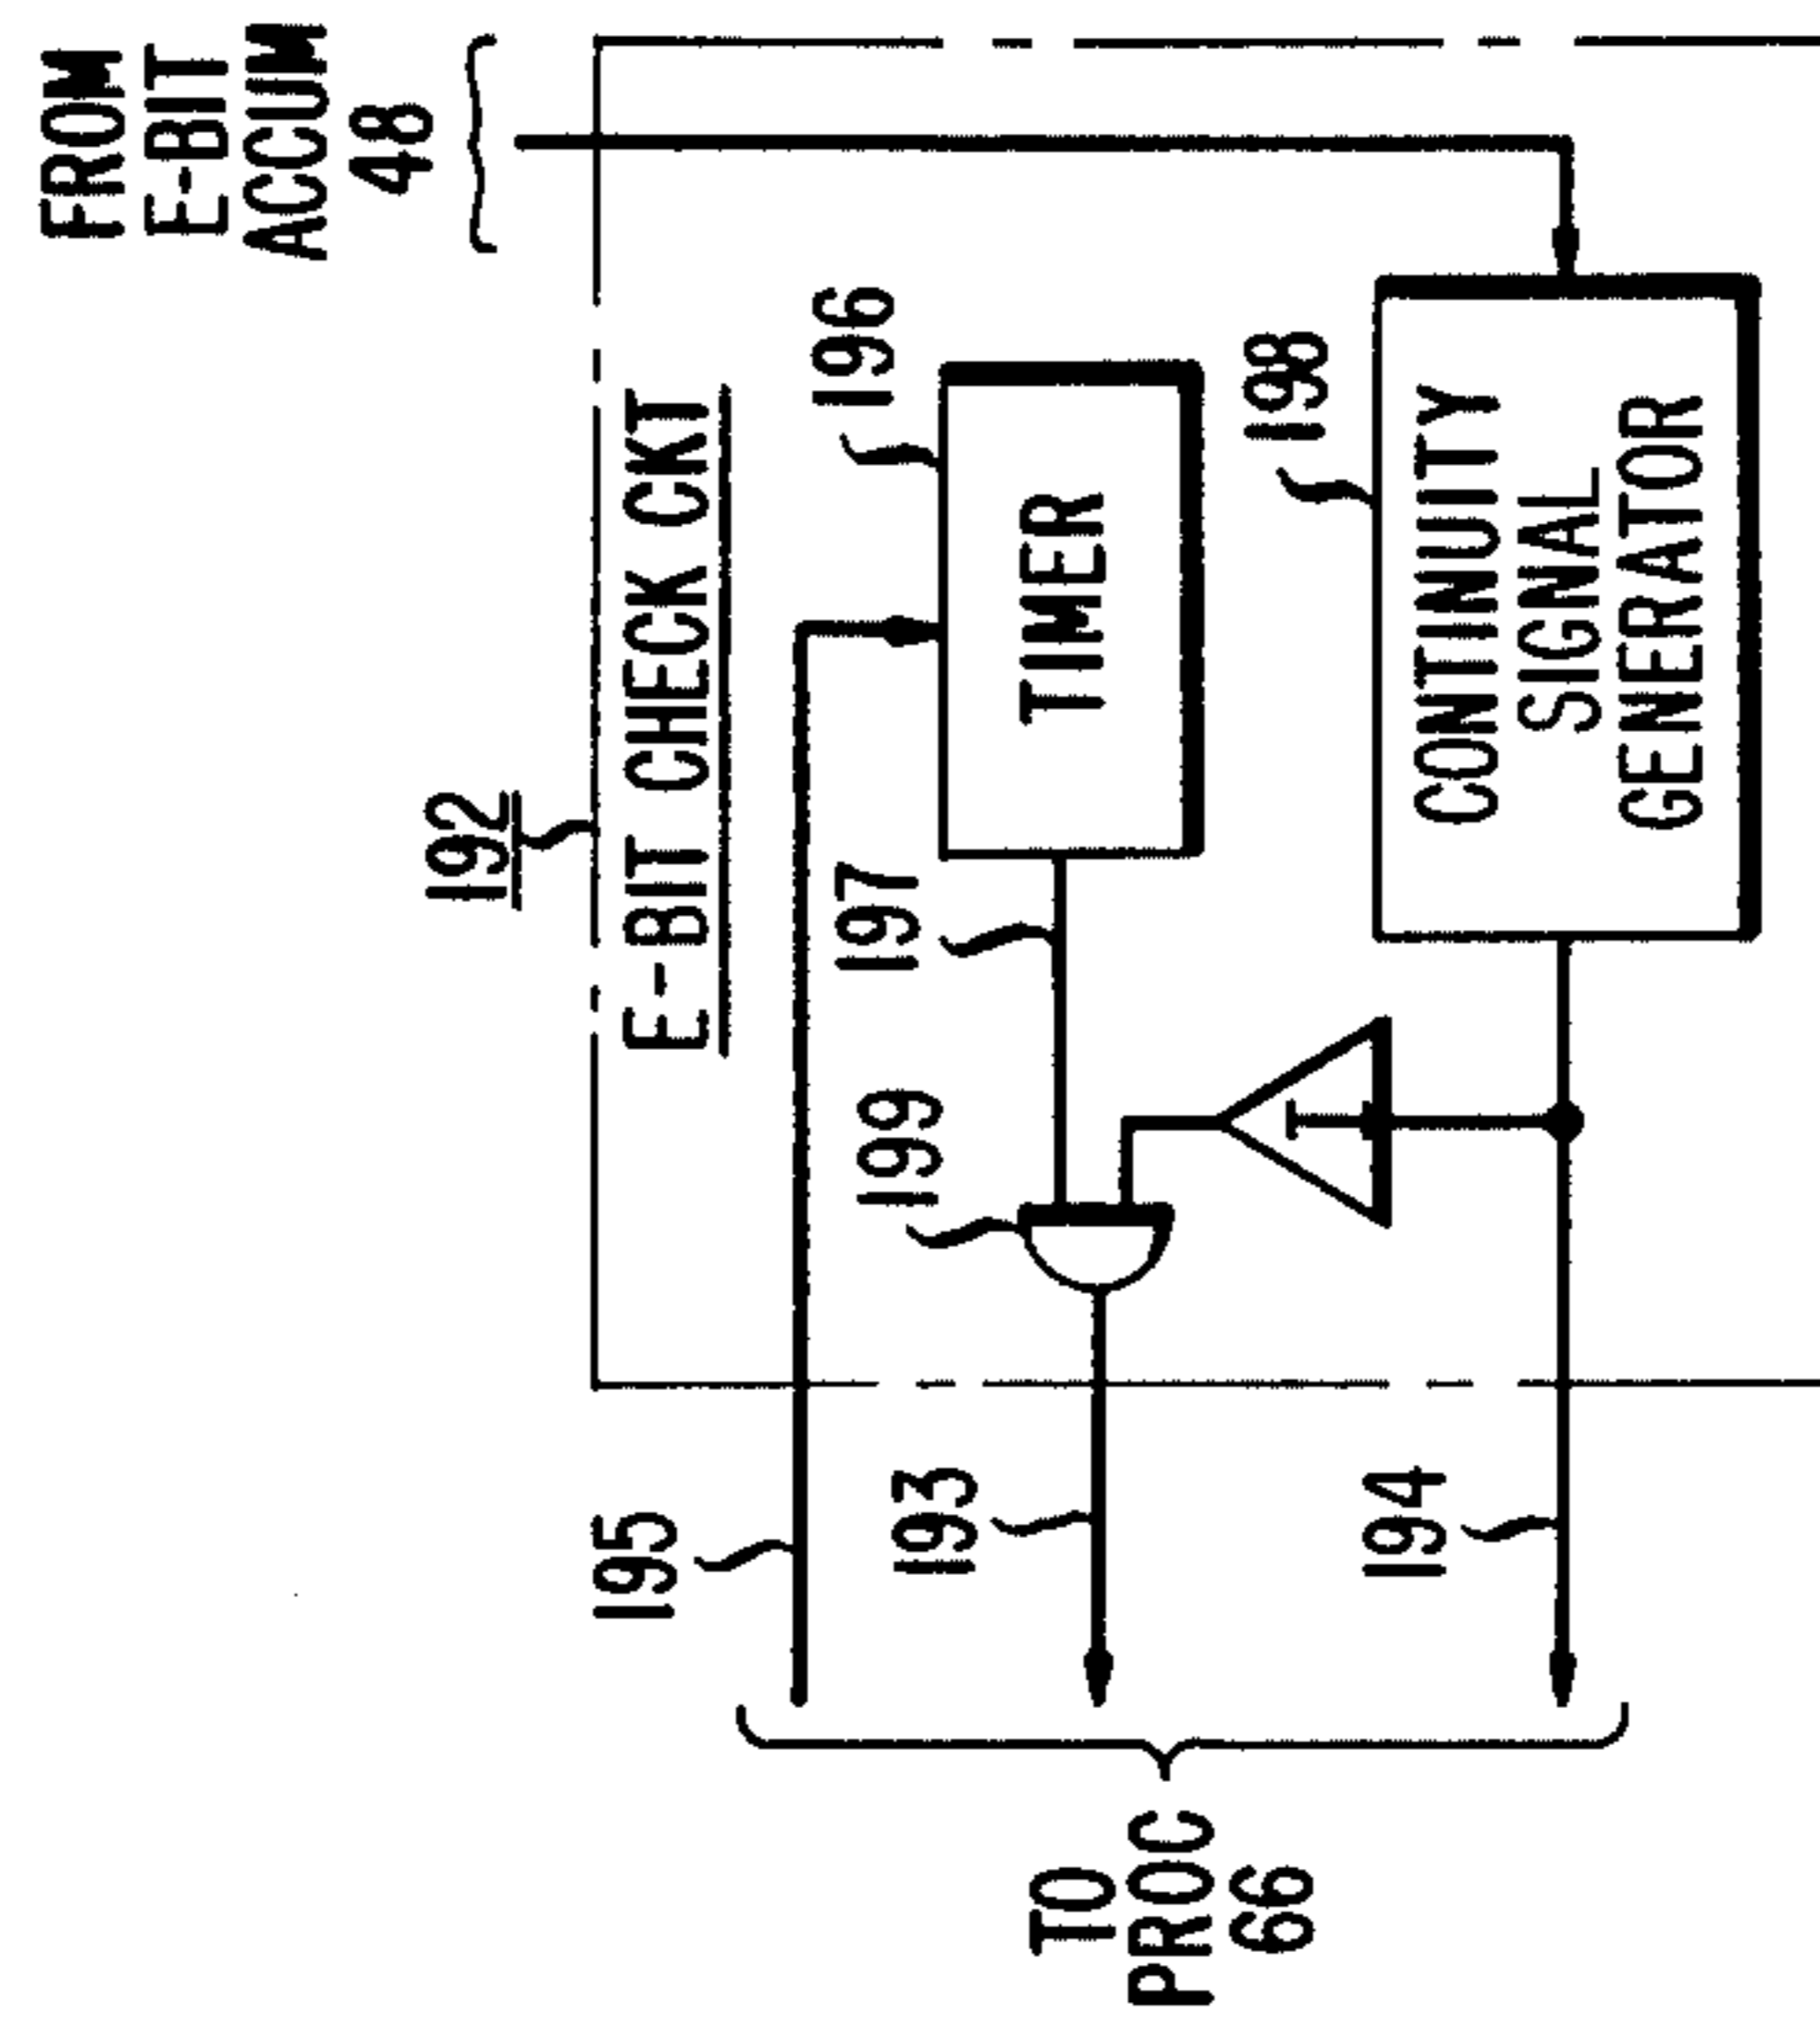 FROM
E-BIT
ACCUM
48
192
E-BIT CHECK CKT
195
196
TIMER
197
199
193
198
CONTINUITY
SIGNAL
GENERATOR
I
194
TO
PROC
66